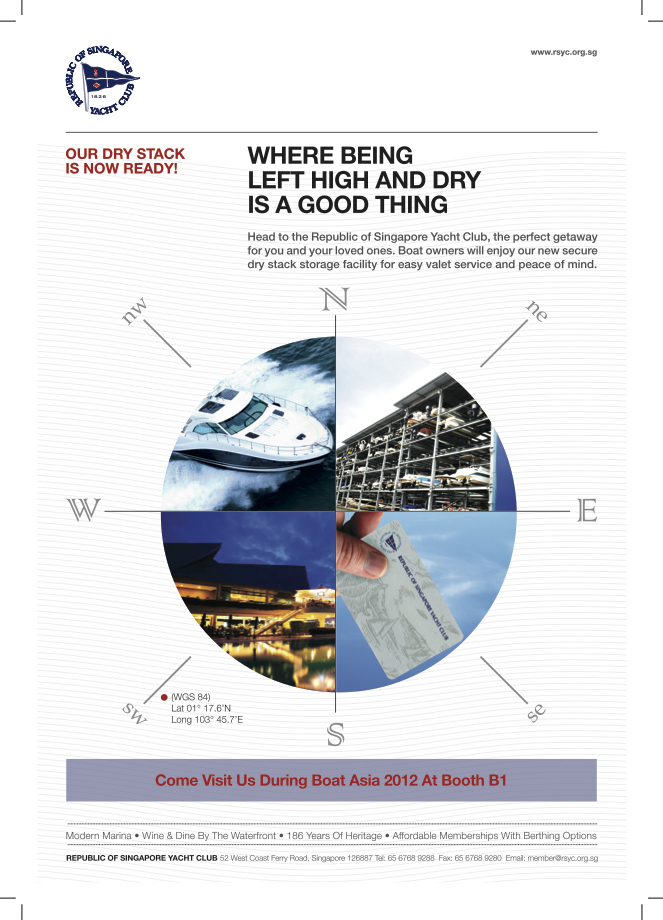 REPUBLIC OF SINGAPORE
1826
YACHT CLUB
www.rsyc.org.sg
OUR DRY STACK
IS NOW READY!
WHERE BEING
LEFT HIGH AND DRY
IS A GOOD THING
Head to the Republic of Singapore Yacht Club, the perfect getaway
for you and your loved ones. Boat owners will enjoy our new secure
dry stack storage facility for easy valet service and peace of mind.
nw
N
ne
W
E
REPUBLIC OF SINGAPORE YACHT CLUB
sw
S
se
(WGS 84)
Lat 01° 17.6'N
Long 103° 45.7'E
Come Visit Us During Boat Asia 2012 At Booth B1
Modern Marina • Wine & Dine By The Waterfront • 186 Years Of Heritage • Affordable Memberships With Berthing Options
REPUBLIC OF SINGAPORE YACHT CLUB 52 West Coast Ferry Road, Singapore 126887 Tel: 65 6768 9288 Fax: 65 6768 9280 Email: member@rsyc.org.sg